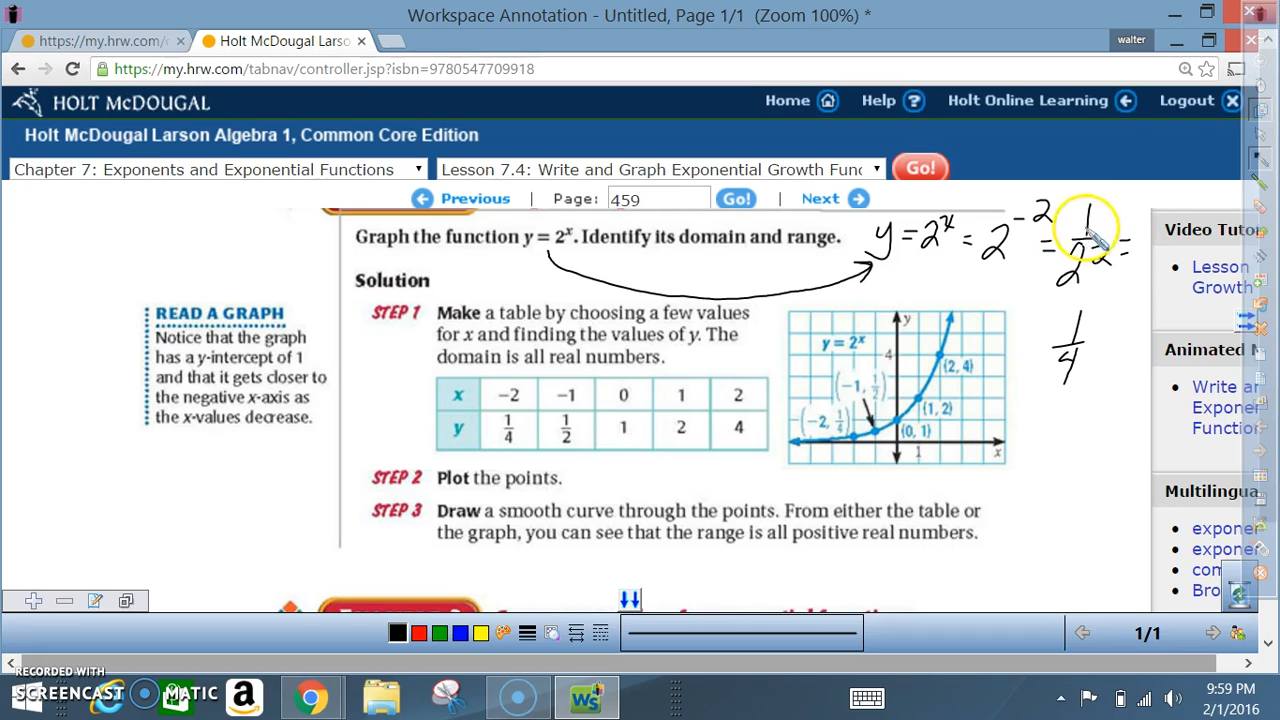 Workspace Annotation - Untitled, Page 1/1 (Zoom 100%) *
https://my.hrw.com/
Holt McDougal Larso
walter
https://my.hrw.com/tabnav/controller.jsp?isbn=9780547709918
HOLT McDOUGAL
Home
Help
Holt Online Learning
Logout
Holt McDougal Larson Algebra 1, Common Core Edition
Chapter 7: Exponents and Exponential Functions
Lesson 7.4: Write and Graph Exponential Growth Func
Go!
Previous | Page: 459 Go! | Next
Graph the function y = 2ˣ. Identify its domain and range.
y = 2ˣ = 2⁻² = 1/2² =
1/4
Solution
READ A GRAPH
Notice that the graph
has a y-intercept of 1
and that it gets closer to
the negative x-axis as
the x-values decrease.
STEP 1 Make a table by choosing a few values
for x and finding the values of y. The
domain is all real numbers.
x −2 −1 0 1 2
y 1/4 1/2 1 2 4
y
y = 2ˣ
4
(2, 4)
(−1, 1/2)
(−2, 1/4)
(1, 2)
(0, 1)
1
x
STEP 2 Plot the points.
STEP 3 Draw a smooth curve through the points. From either the table or
the graph, you can see that the range is all positive real numbers.
Video Tutor
Lesson
Growth
Animated
Write an
Exponer
Functior
Multilingua
exponer
exponer
com
Bro
1/1
RECORDED WITH
SCREENCAST MATIC
9:59 PM
2/1/2016